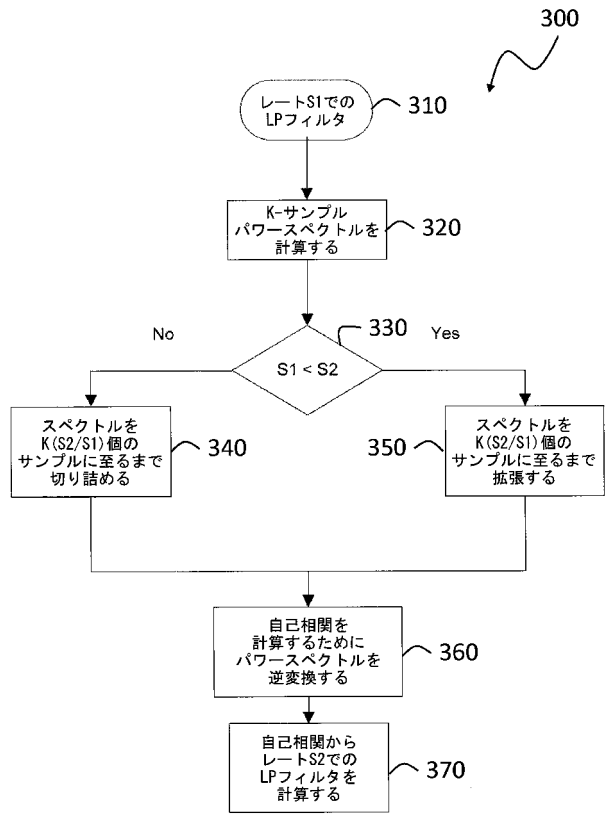 300
レートS1での
LPフィルタ
310
K-サンプル
パワースペクトルを
計算する
320
330
No
Yes
S1 < S2
スペクトルを
K(S2/S1)個の
サンプルに至るまで
切り詰める
340
350
スペクトルを
K(S2/S1)個の
サンプルに至るまで
拡張する
自己相関を
計算するために
パワースペクトルを
逆変換する
360
自己相関から
レートS2での
LPフィルタを
計算する
370